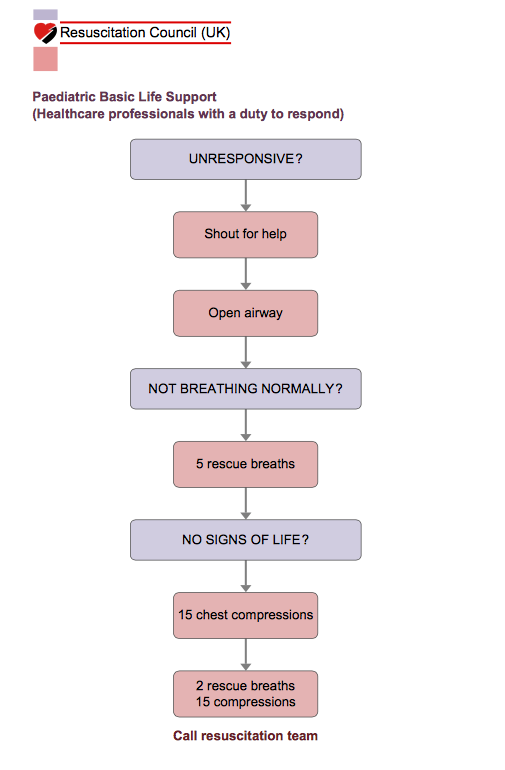 Resuscitation Council (UK)
Paediatric Basic Life Support
(Healthcare professionals with a duty to respond)
UNRESPONSIVE?
Shout for help
Open airway
NOT BREATHING NORMALLY?
5 rescue breaths
NO SIGNS OF LIFE?
15 chest compressions
2 rescue breaths
15 compressions
Call resuscitation team